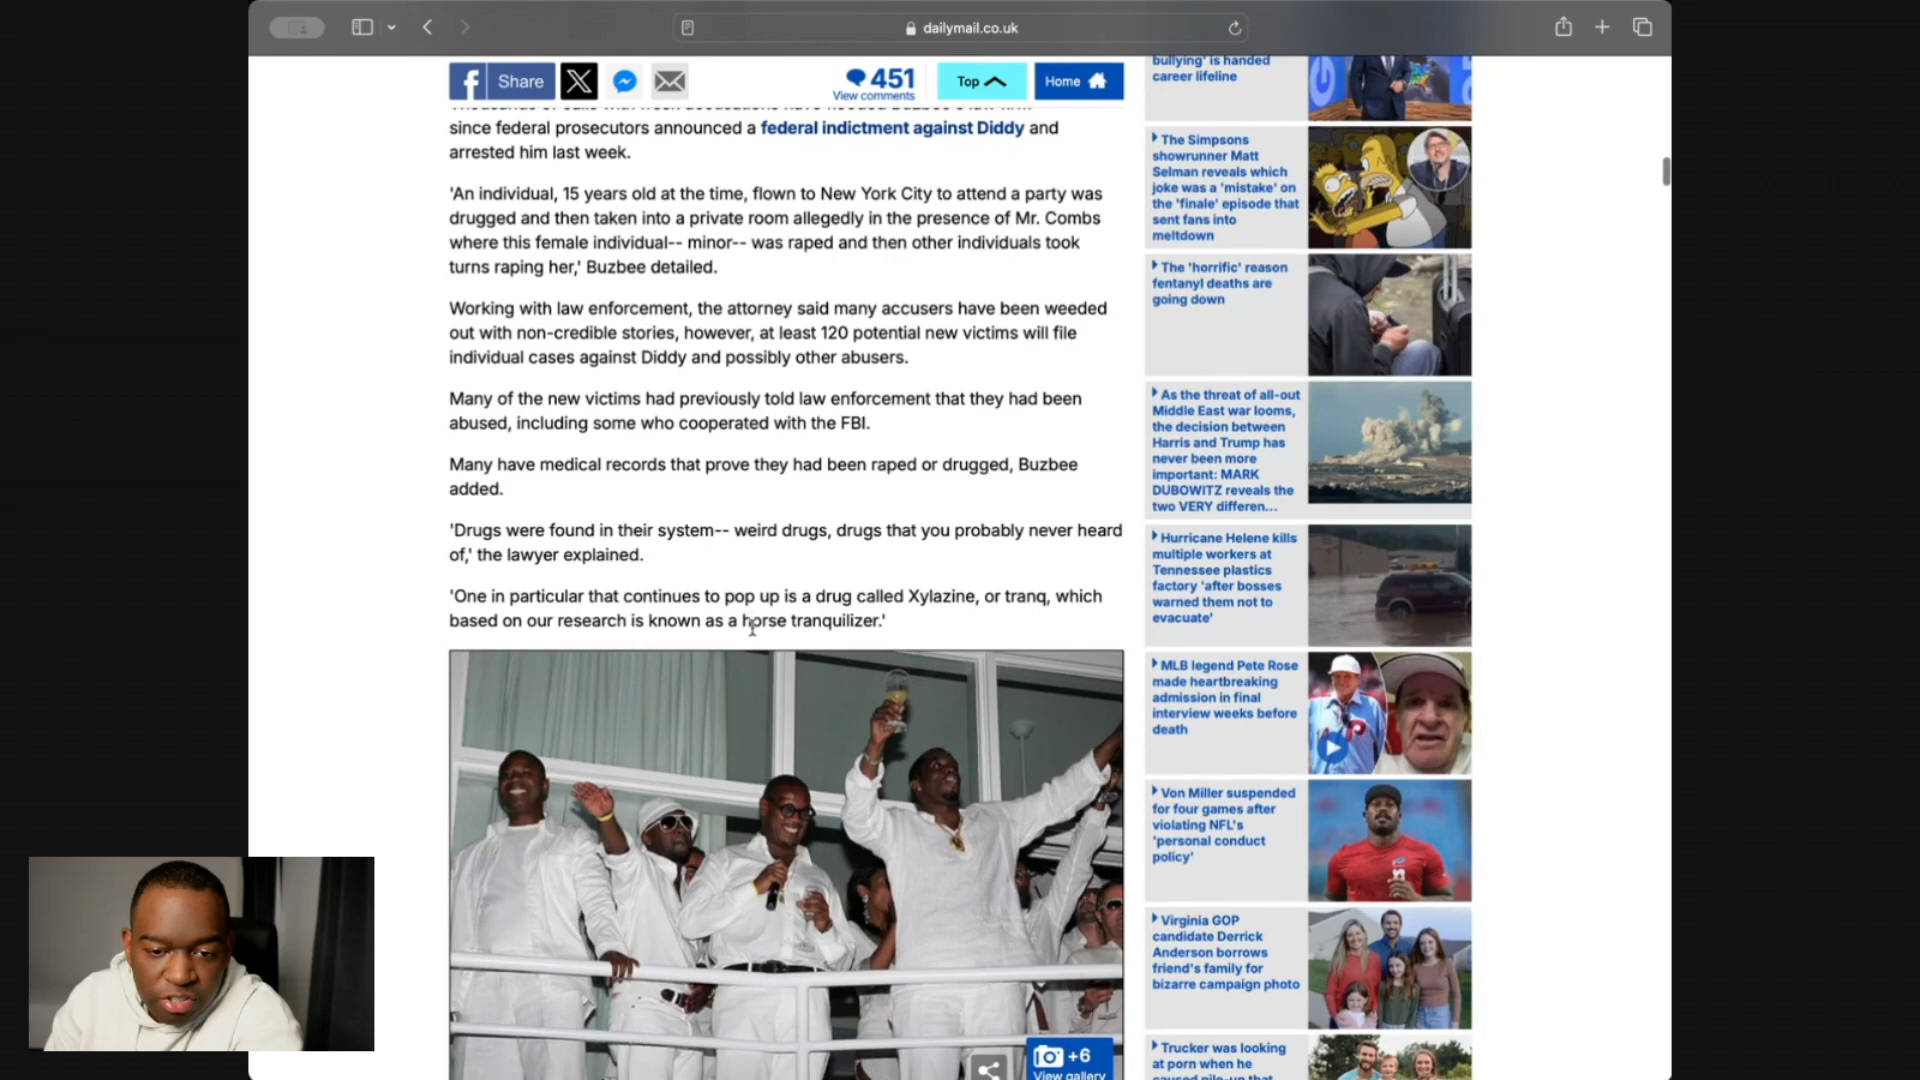 dailymail.co.uk
Share
451
View comments
Top
Home
since federal prosecutors announced a federal indictment against Diddy and
arrested him last week.
'An individual, 15 years old at the time, flown to New York City to attend a party was
drugged and then taken into a private room allegedly in the presence of Mr. Combs
where this female individual-- minor-- was raped and then other individuals took
turns raping her,' Buzbee detailed.
Working with law enforcement, the attorney said many accusers have been weeded
out with non-credible stories, however, at least 120 potential new victims will file
individual cases against Diddy and possibly other abusers.
Many of the new victims had previously told law enforcement that they had been
abused, including some who cooperated with the FBI.
Many have medical records that prove they had been raped or drugged, Buzbee
added.
'Drugs were found in their system-- weird drugs, drugs that you probably never heard
of,' the lawyer explained.
'One in particular that continues to pop up is a drug called Xylazine, or tranq, which
based on our research is known as a horse tranquilizer.'
+6
View gallery
bullying' is handed
career lifeline
The Simpsons
showrunner Matt
Selman reveals which
joke was a 'mistake' on
the 'finale' episode that
sent fans into
meltdown
The 'horrific' reason
fentanyl deaths are
going down
As the threat of all-out
Middle East war looms,
the decision between
Harris and Trump has
never been more
important: MARK
DUBOWITZ reveals the
two VERY differen...
Hurricane Helene kills
multiple workers at
Tennessee plastics
factory 'after bosses
warned them not to
evacuate'
MLB legend Pete Rose
made heartbreaking
admission in final
interview weeks before
death
Von Miller suspended
for four games after
violating NFL's
'personal conduct
policy'
Virginia GOP
candidate Derrick
Anderson borrows
friend's family for
bizarre campaign photo
Trucker was looking
at porn when he